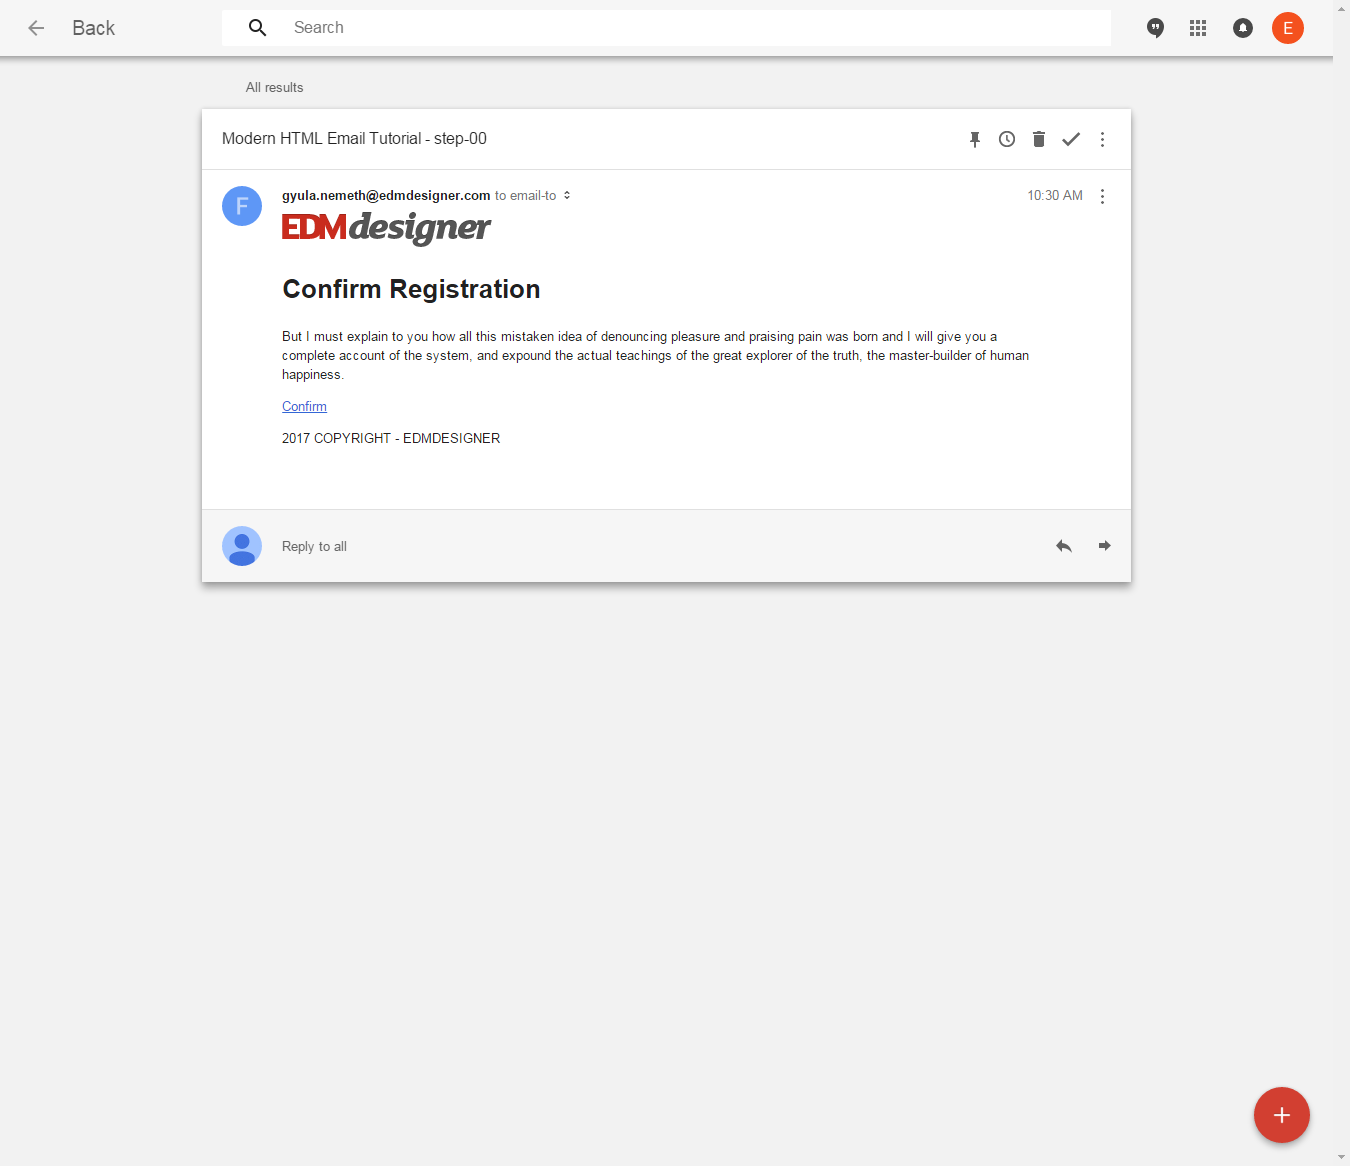 Back
Search
E
All results
Modern HTML Email Tutorial - step-00
F
gyula.nemeth@edmdesigner.com to email-to
10:30 AM
EDMdesigner
Confirm Registration
But I must explain to you how all this mistaken idea of denouncing pleasure and praising pain was born and I will give you a
complete account of the system, and expound the actual teachings of the great explorer of the truth, the master-builder of human
happiness.
Confirm
2017 COPYRIGHT - EDMDESIGNER
Reply to all